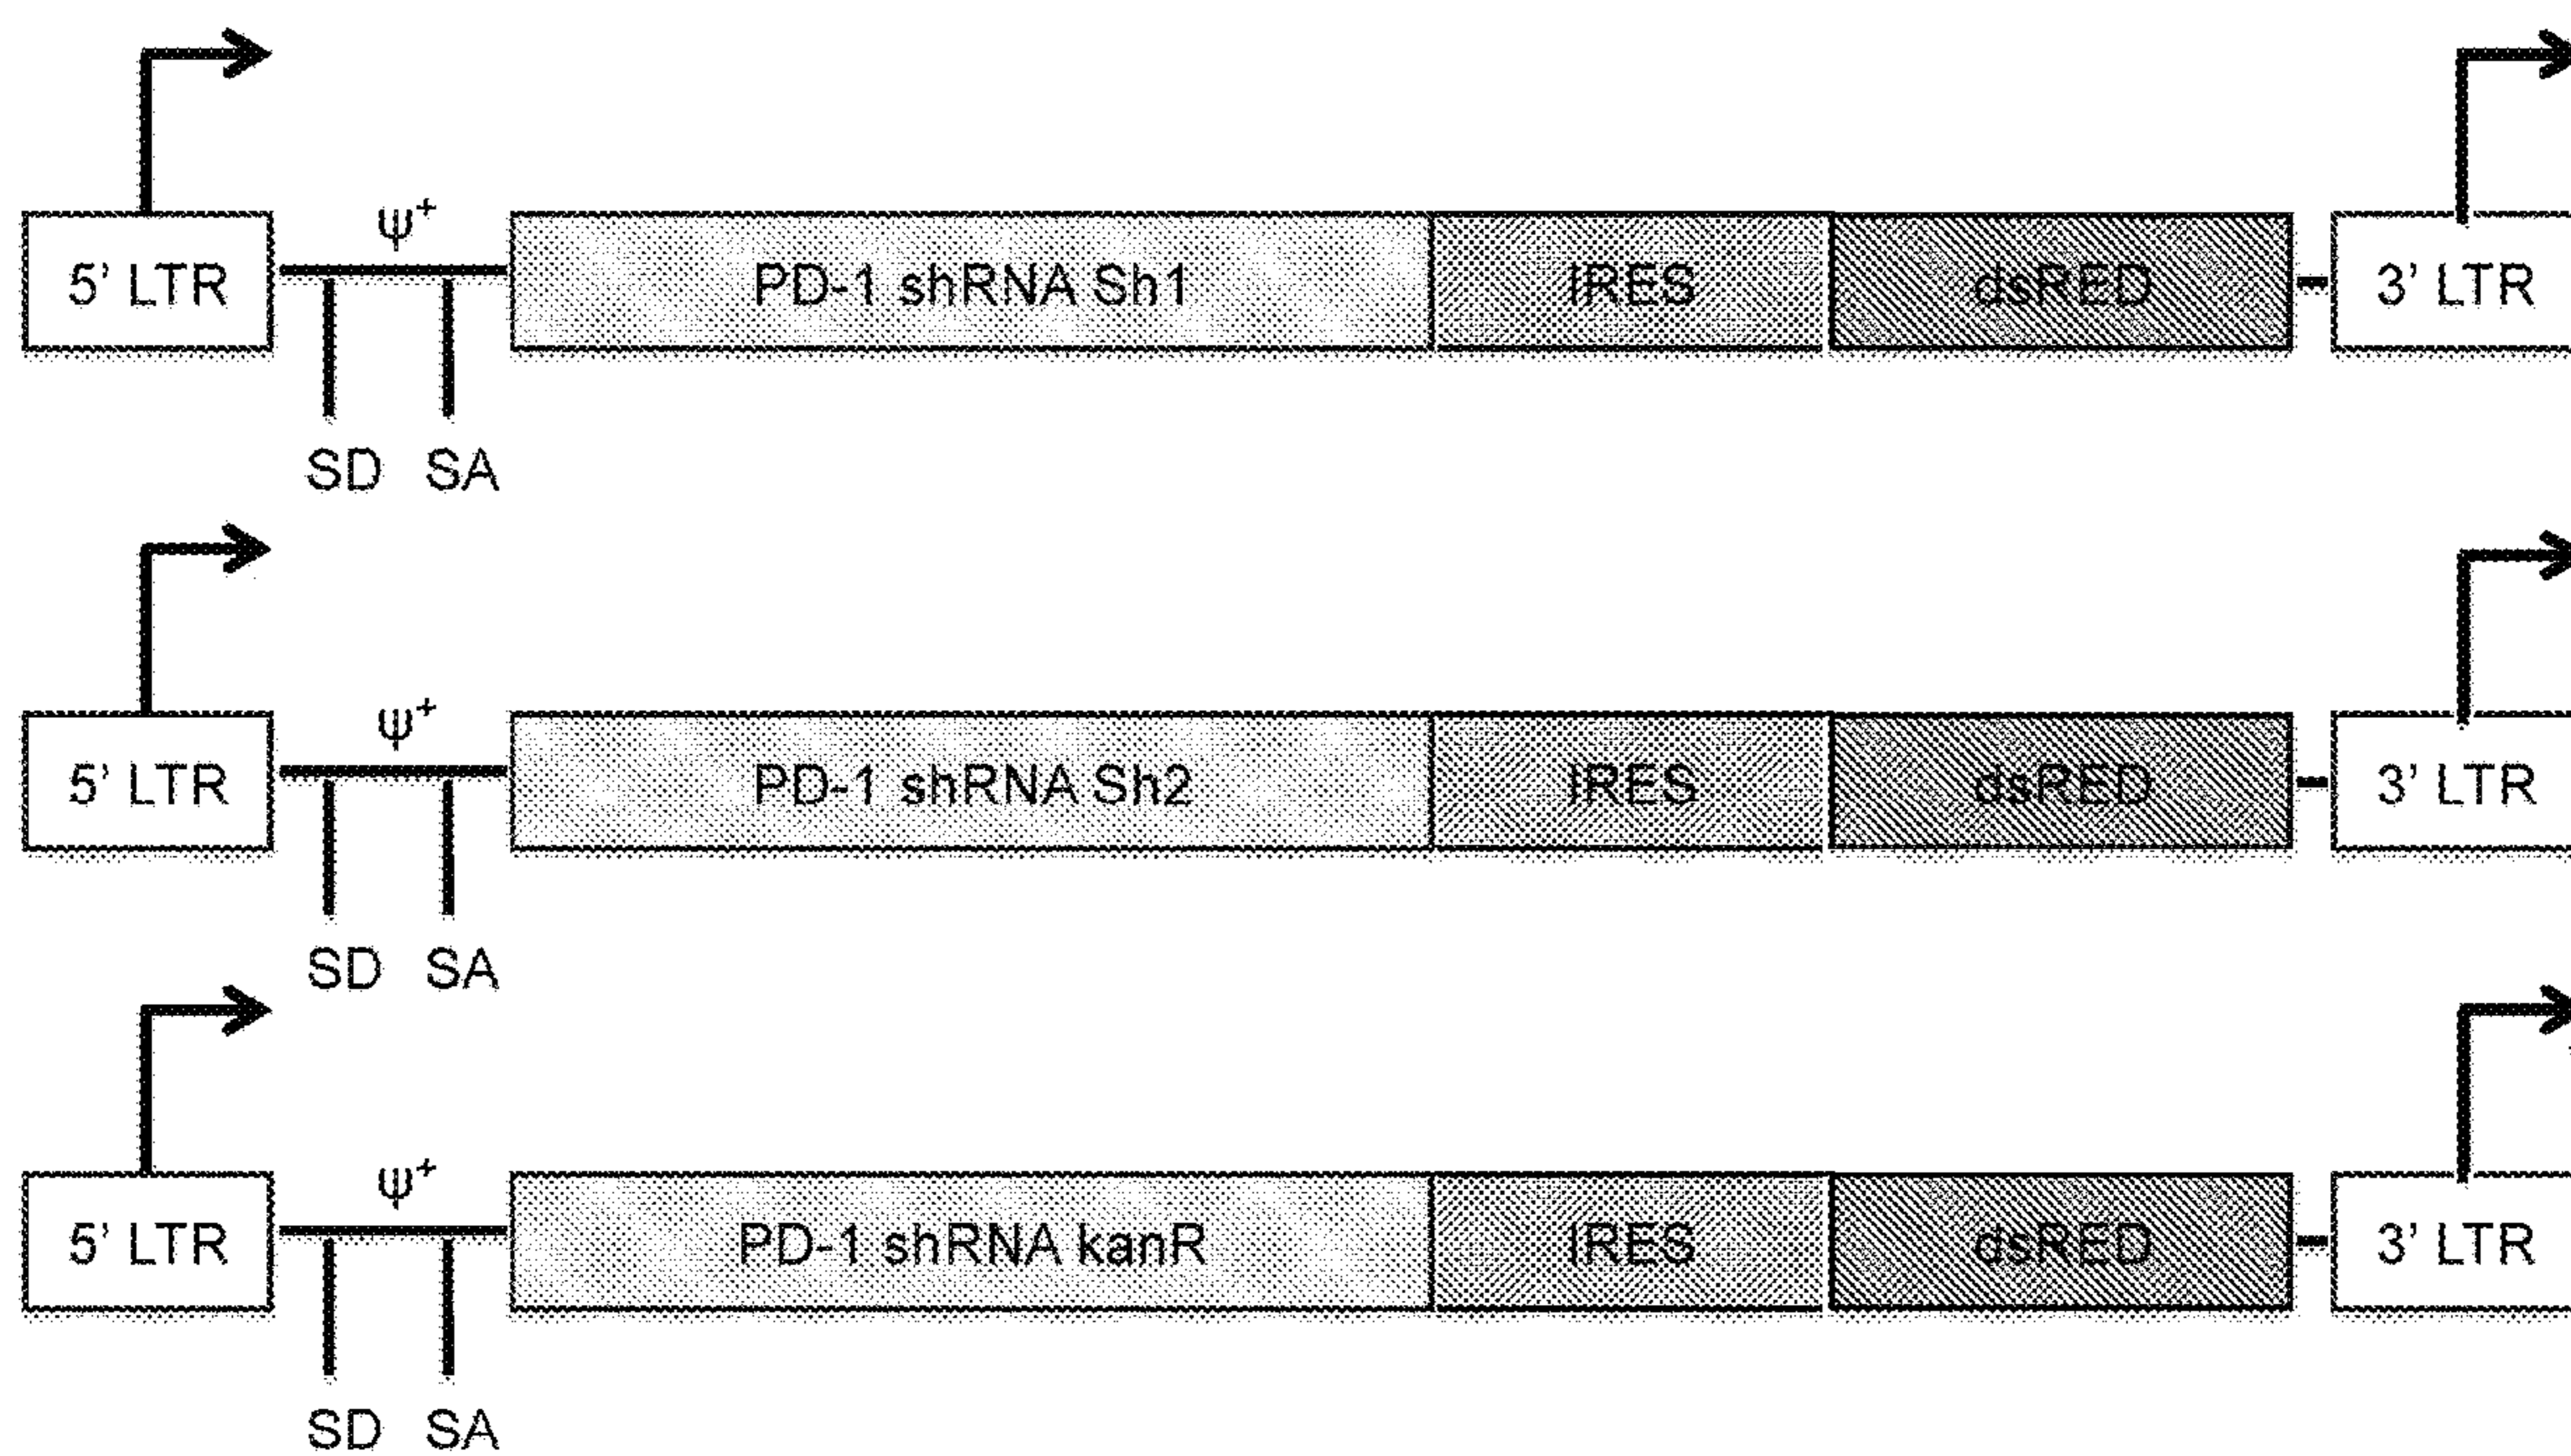 ψ+
5' LTR PD-1 shRNA Sh1 IRES dsRED 3' LTR
SD SA
ψ+
5' LTR PD-1 shRNA Sh2 IRES dsRED 3' LTR
SD SA
ψ+
5' LTR PD-1 shRNA kanR IRES dsRED 3' LTR
SD SA